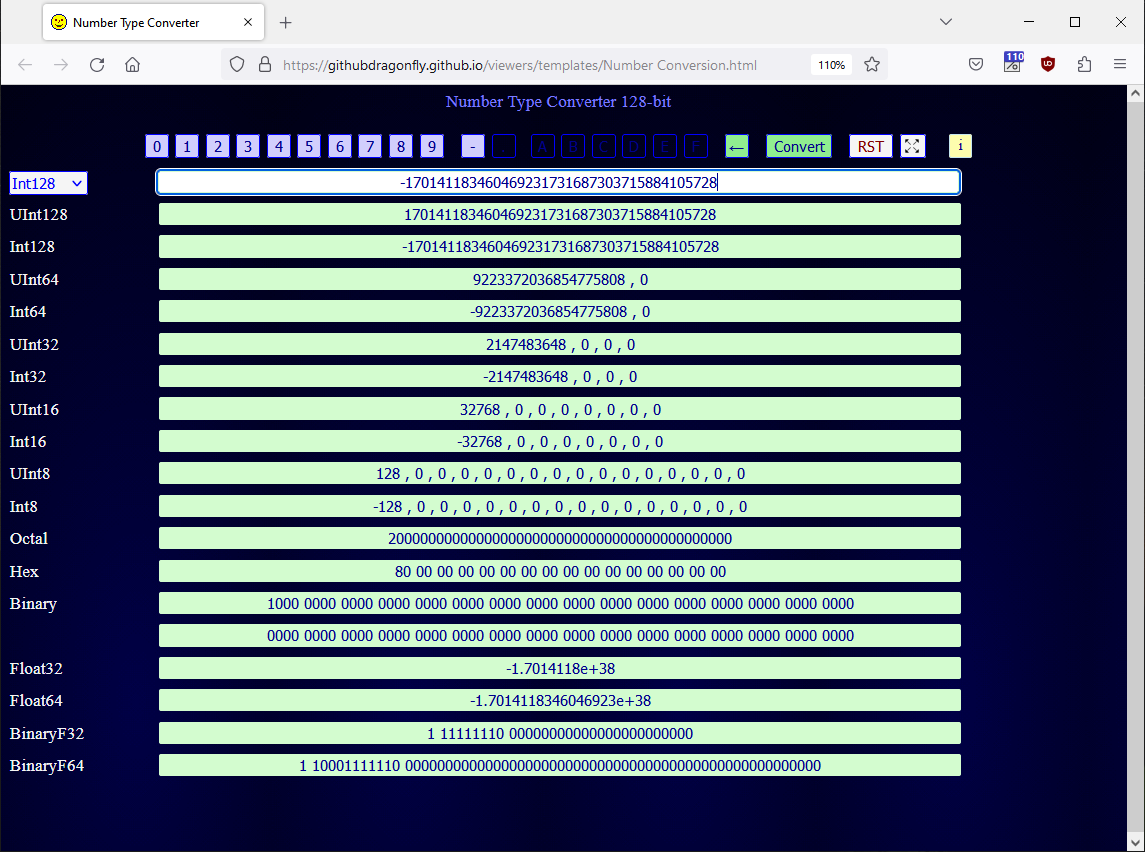 Number Type Converter
https://githubdragonfly.github.io/viewers/templates/Number Conversion.html 110% 110 %
Number Type Converter 128-bit
0 1 2 3 4 5 6 7 8 9 - A B C D E F ← Convert RST i
Int128 -170141183460469231731687303715884105728
UInt128 170141183460469231731687303715884105728
Int128 -170141183460469231731687303715884105728
UInt64 9223372036854775808 , 0
Int64 -9223372036854775808 , 0
UInt32 2147483648 , 0 , 0 , 0
Int32 -2147483648 , 0 , 0 , 0
UInt16 32768 , 0 , 0 , 0 , 0 , 0 , 0 , 0
Int16 -32768 , 0 , 0 , 0 , 0 , 0 , 0 , 0
UInt8 128 , 0 , 0 , 0 , 0 , 0 , 0 , 0 , 0 , 0 , 0 , 0 , 0 , 0 , 0 , 0
Int8 -128 , 0 , 0 , 0 , 0 , 0 , 0 , 0 , 0 , 0 , 0 , 0 , 0 , 0 , 0 , 0
Octal 2000000000000000000000000000000000000000000
Hex 80 00 00 00 00 00 00 00 00 00 00 00 00 00 00 00
Binary 1000 0000 0000 0000 0000 0000 0000 0000 0000 0000 0000 0000 0000 0000 0000 0000
0000 0000 0000 0000 0000 0000 0000 0000 0000 0000 0000 0000 0000 0000 0000 0000
Float32 -1.7014118e+38
Float64 -1.7014118346046923e+38
BinaryF32 1 11111110 00000000000000000000000
BinaryF64 1 10001111110 0000000000000000000000000000000000000000000000000000